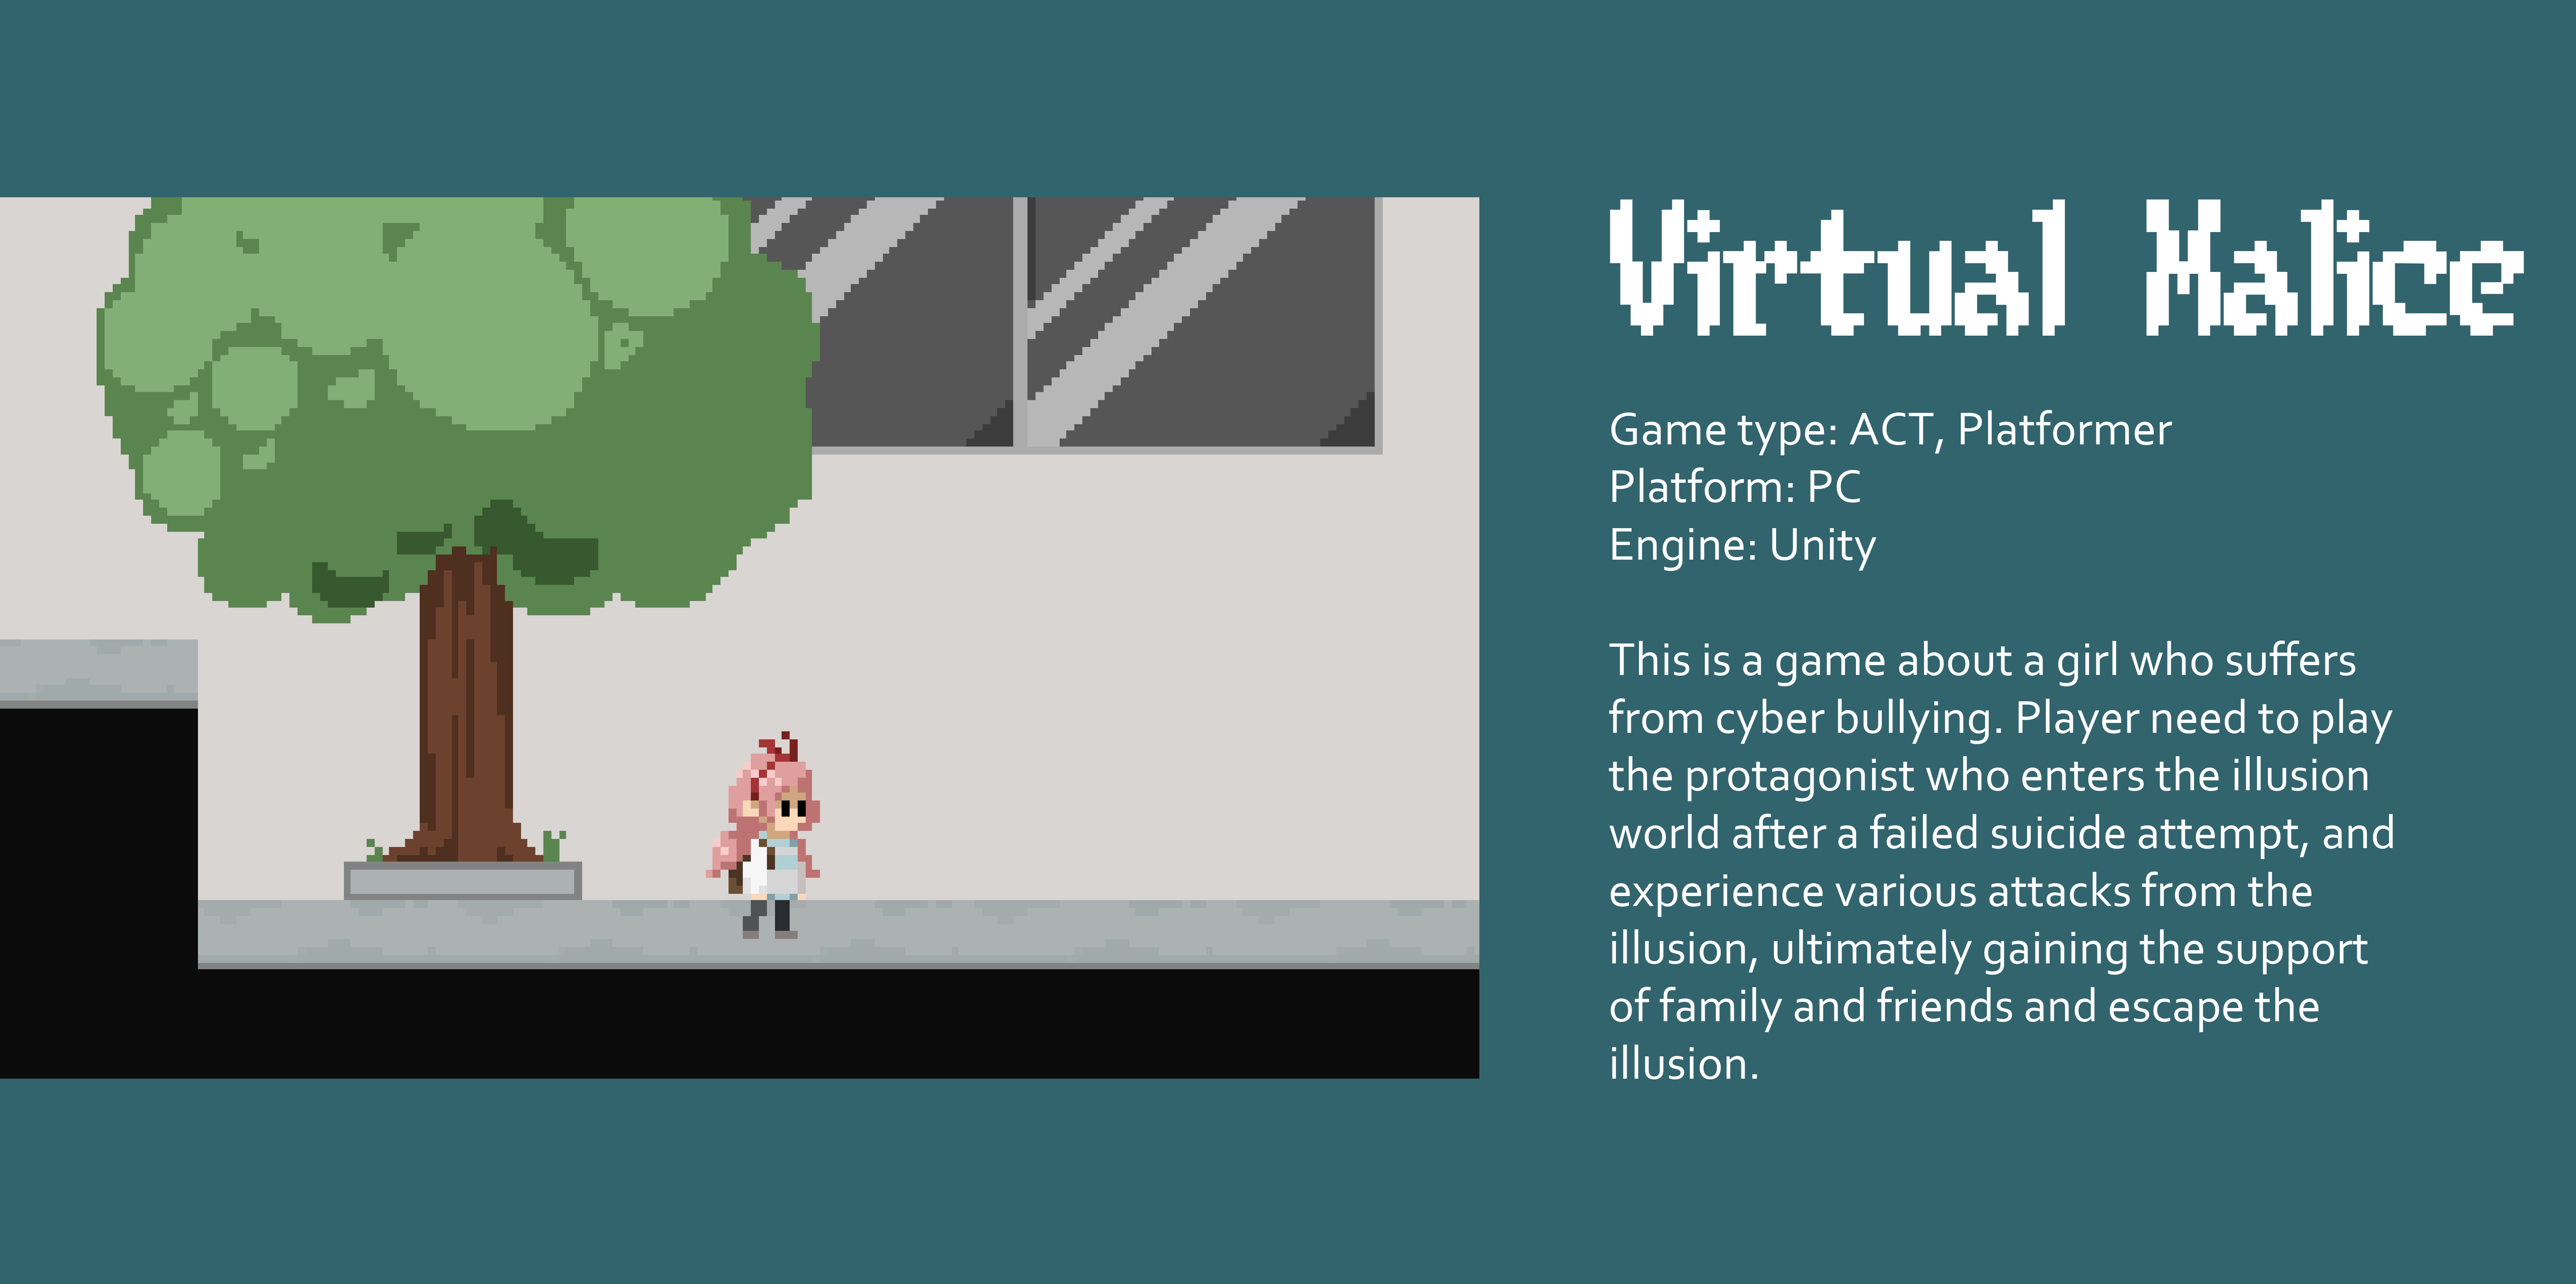 Virtual Malice
Game type: ACT, Platformer
Platform: PC
Engine: Unity
This is a game about a girl who suffers
from cyber bullying. Player need to play
the protagonist who enters the illusion
world after a failed suicide attempt, and
experience various attacks from the
illusion, ultimately gaining the support
of family and friends and escape the
illusion.